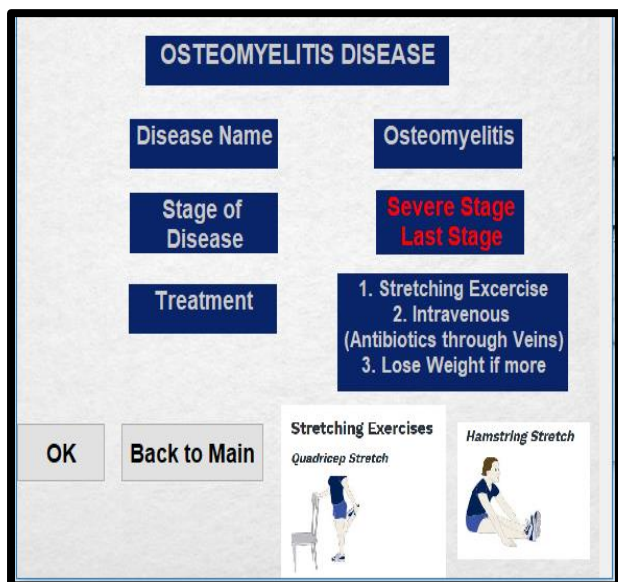 OSTEOMYELITIS DISEASE
Disease Name
Osteomyelitis
Stage of
Disease
Severe Stage
Last Stage
Treatment
1. Stretching Excercise
2. Intravenous
(Antibiotics through Veins)
3. Lose Weight if more
OK
Back to Main
Stretching Exercises
Quadricep Stretch
Hamstring Stretch